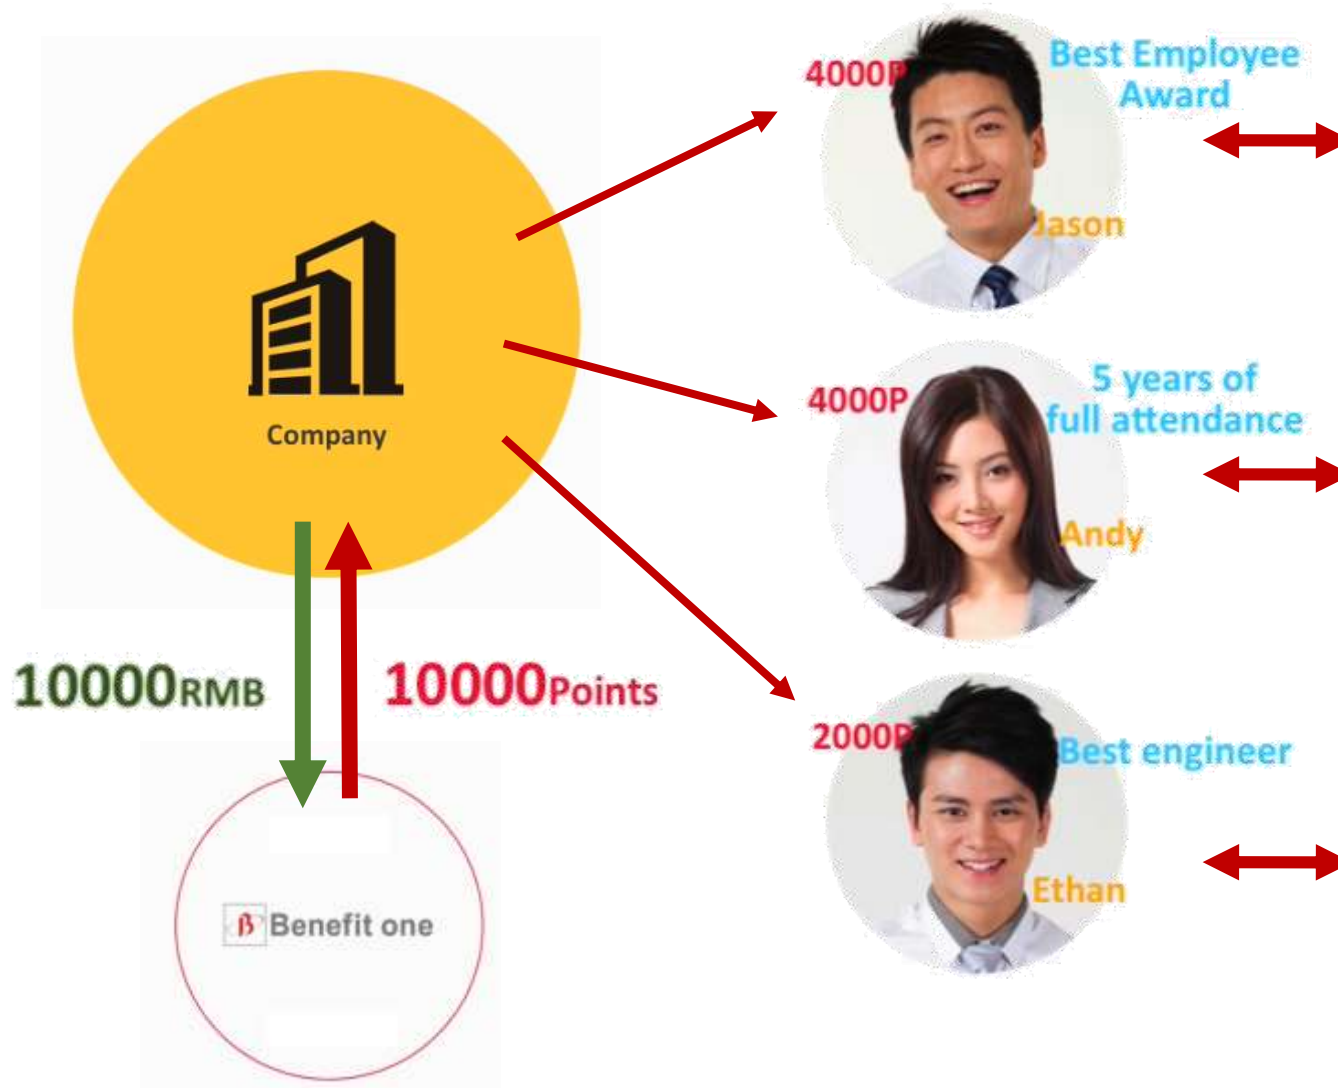 Company
10000RMB
10000Points
Benefit one
4000P
Best Employee
Award
Jason
4000P
5 years of
full attendance
Andy
2000P
Best engineer
Ethan